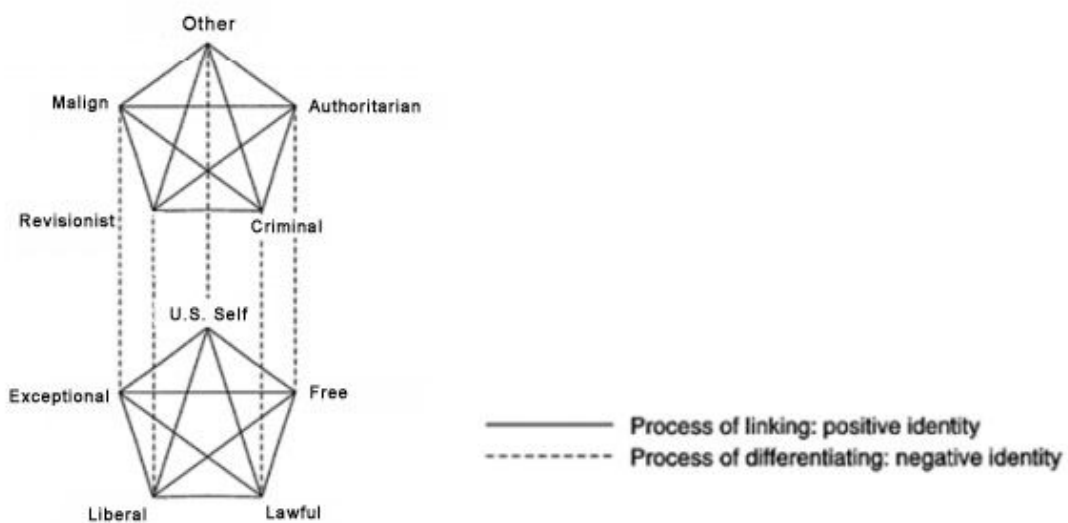 Other
Malign
Authoritarian
Revisionist
Criminal
U.S. Self
Exceptional
Free
Liberal
Lawful
Process of linking: positive identity
Process of differentiating: negative identity